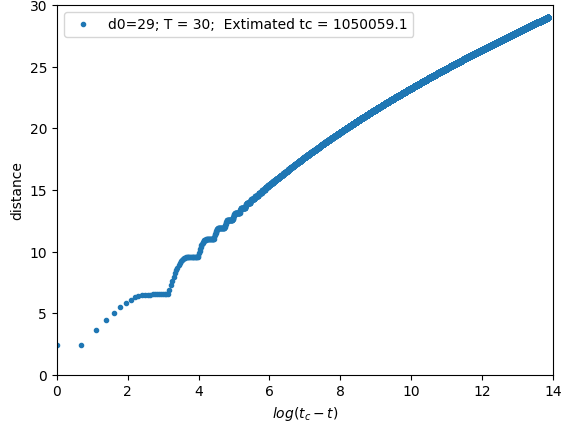 30
25
20
15
10
5
0
distance
d0=29; T = 30;  Extimated tc = 1050059.1
0 2 4 6 8 10 12 14
log(t_c − t)